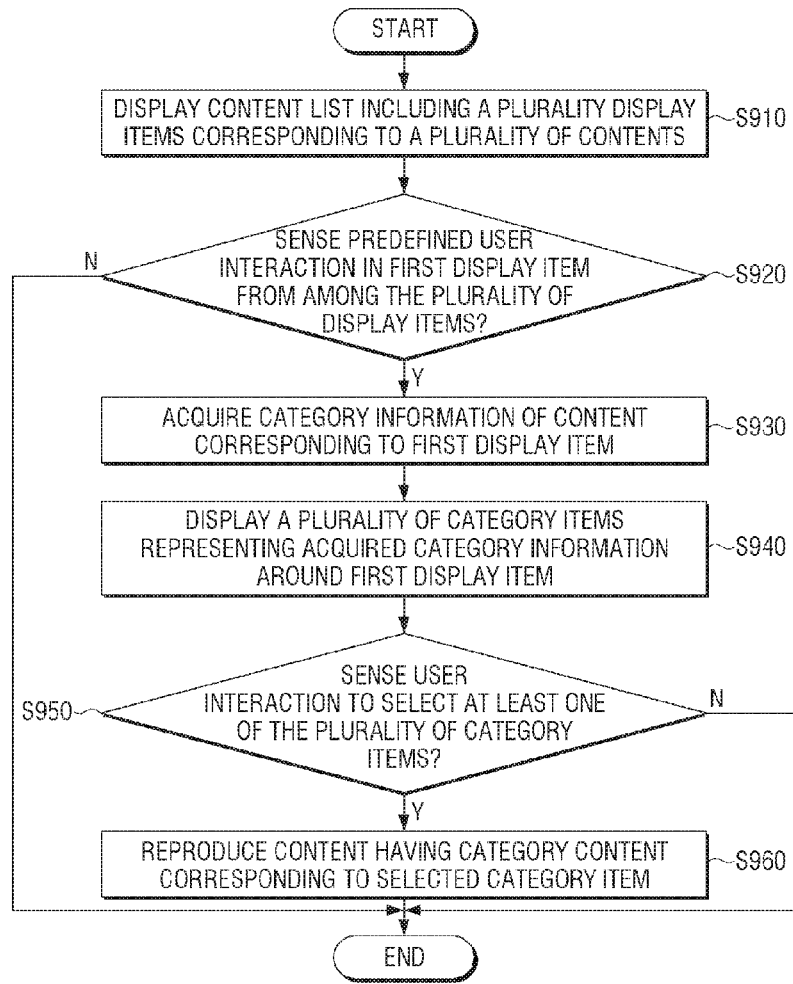 START
DISPLAY CONTENT LIST INCLUDING A PLURALITY DISPLAY
ITEMS CORRESPONDING TO A PLURALITY OF CONTENTS
S910
SENSE PREDEFINED USER
INTERACTION IN FIRST DISPLAY ITEM
FROM AMONG THE PLURALITY OF
DISPLAY ITEMS?
N
S920
Y
ACQUIRE CATEGORY INFORMATION OF CONTENT
CORRESPONDING TO FIRST DISPLAY ITEM
S930
DISPLAY A PLURALITY OF CATEGORY ITEMS
REPRESENTING ACQUIRED CATEGORY INFORMATION
AROUND FIRST DISPLAY ITEM
S940
SENSE USER
INTERACTION TO SELECT AT LEAST ONE
OF THE PLURALITY OF CATEGORY
ITEMS?
S950
N
Y
REPRODUCE CONTENT HAVING CATEGORY CONTENT
CORRESPONDING TO SELECTED CATEGORY ITEM
S960
END